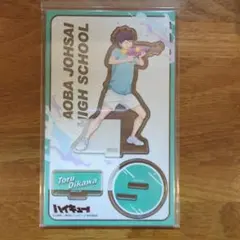 AOBA JOHSAI
HIGH SCHOOL
Toru
Oikawa
ハイキュー!!